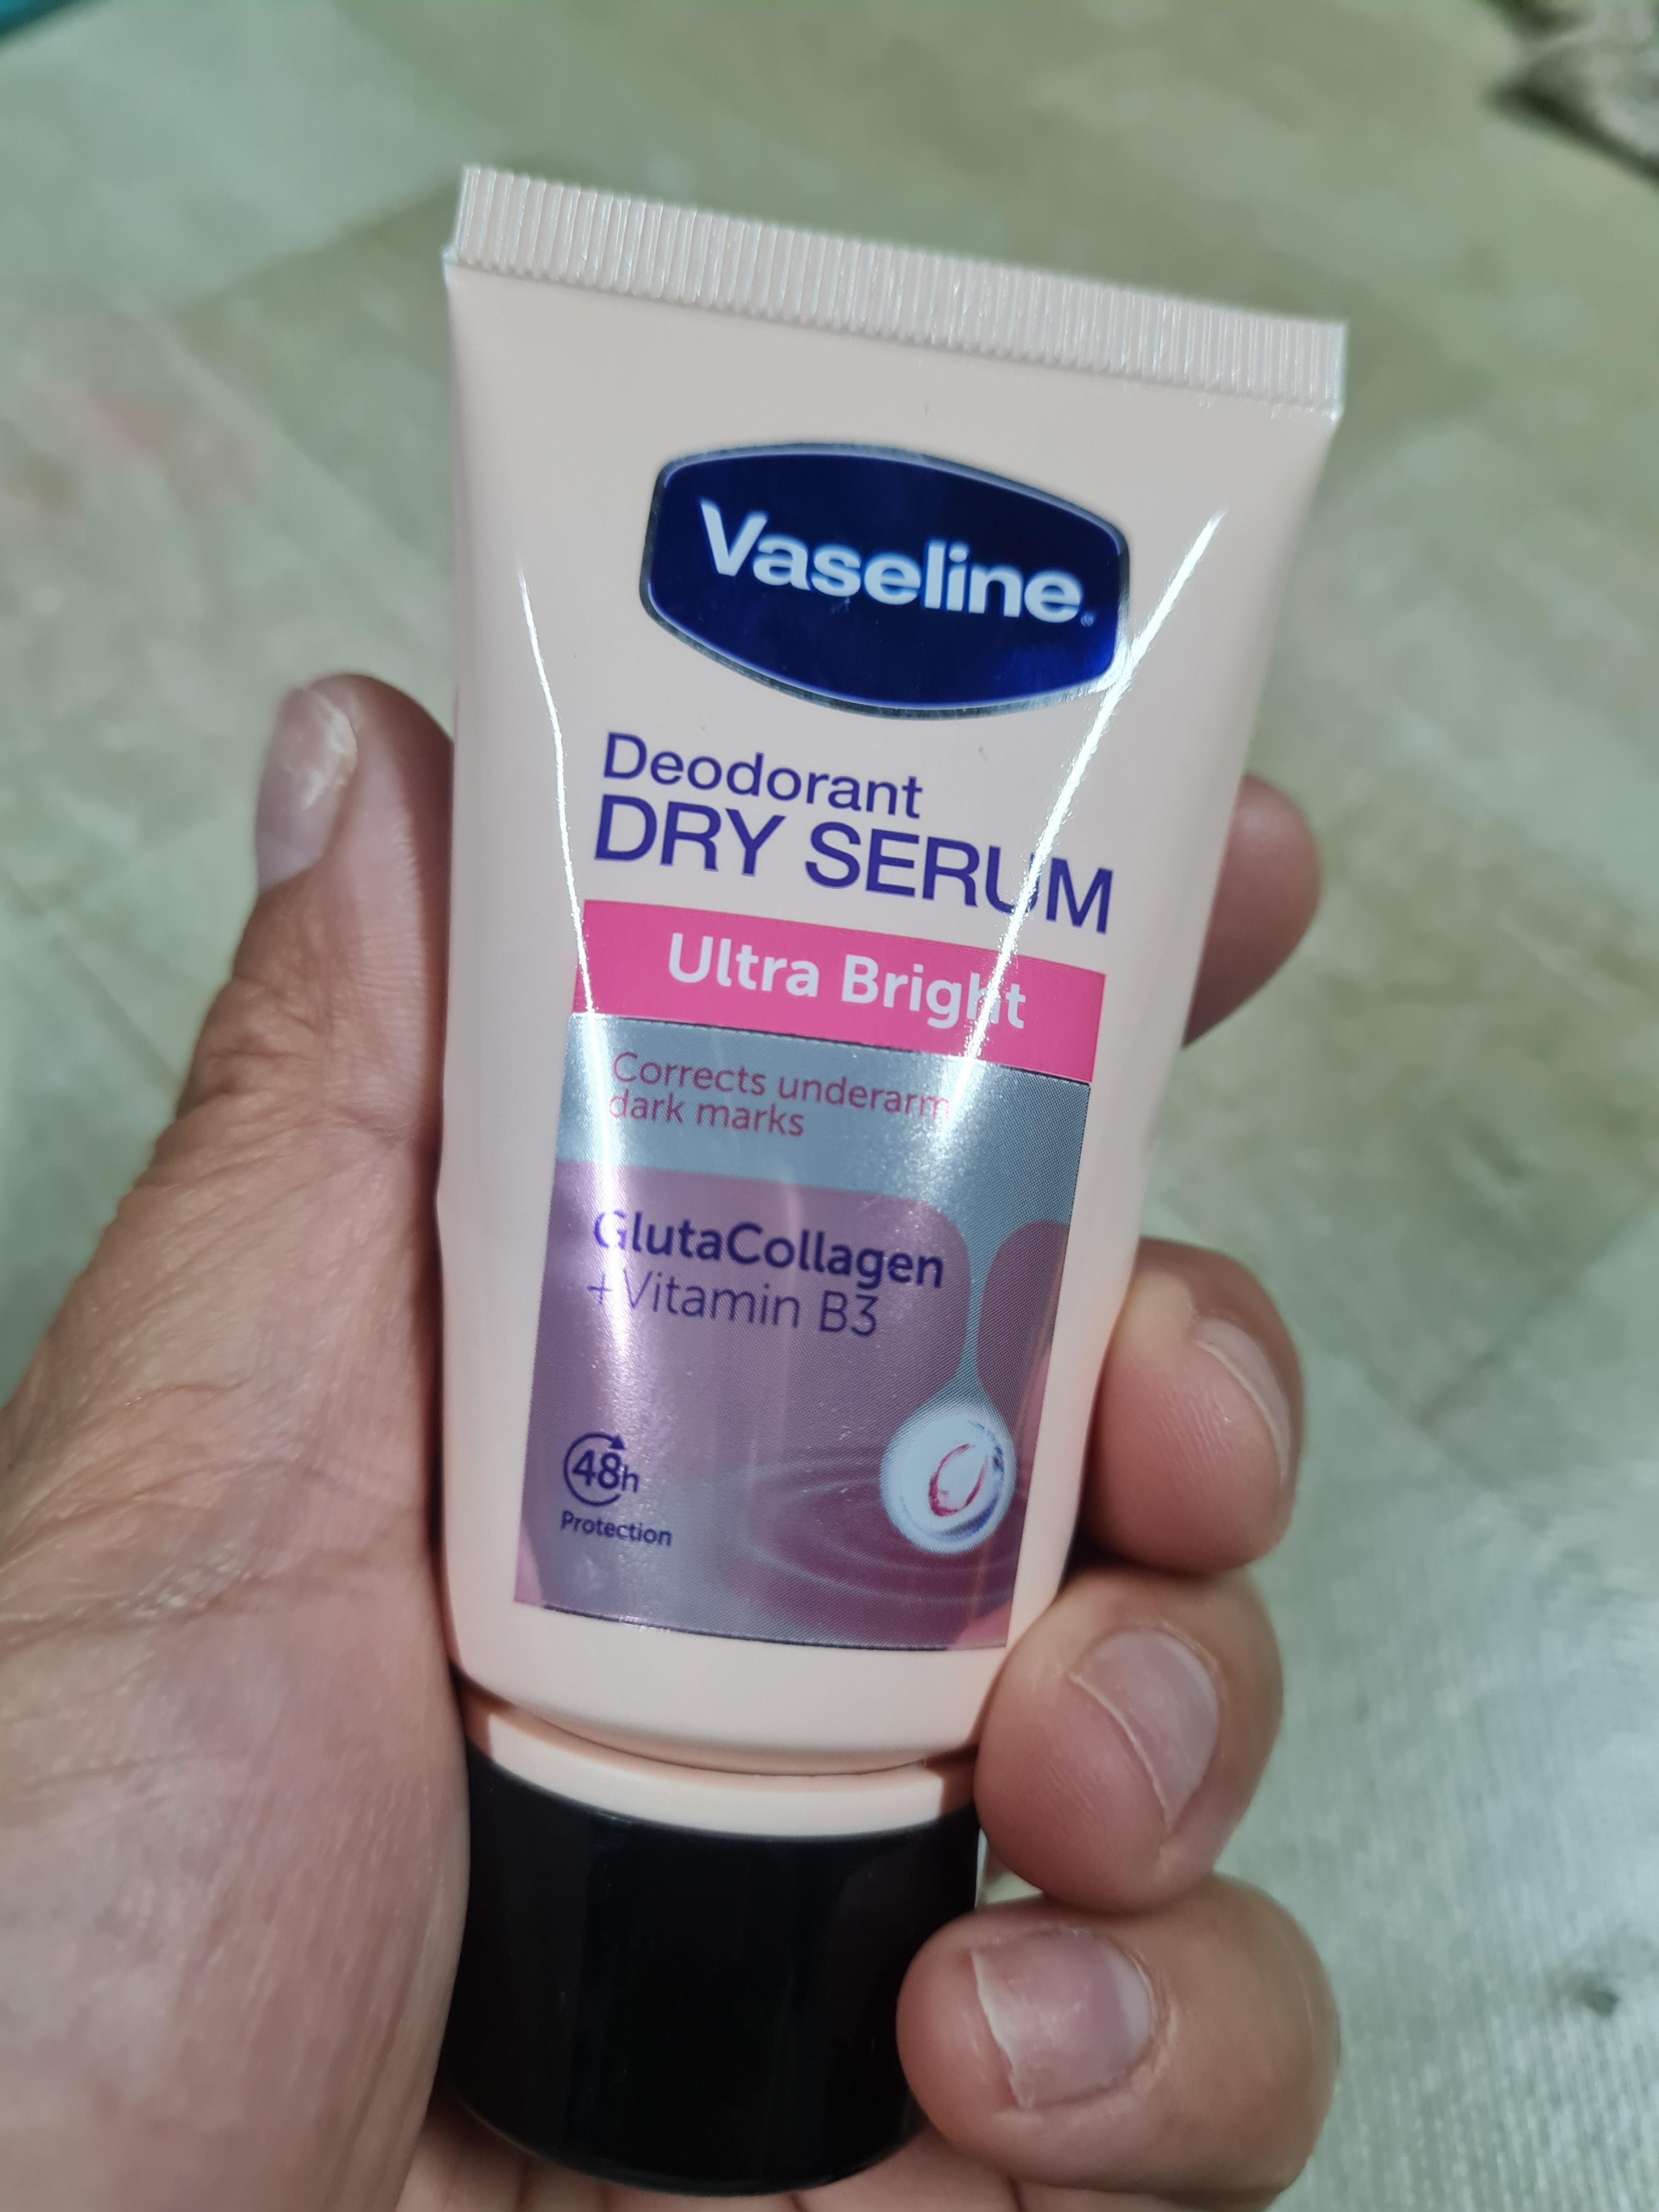 Vaseline®
Deodorant
DRY SERUM
Ultra Bright
Corrects underarm
dark marks
GlutaCollagen
+ Vitamin B3
48h
Protection